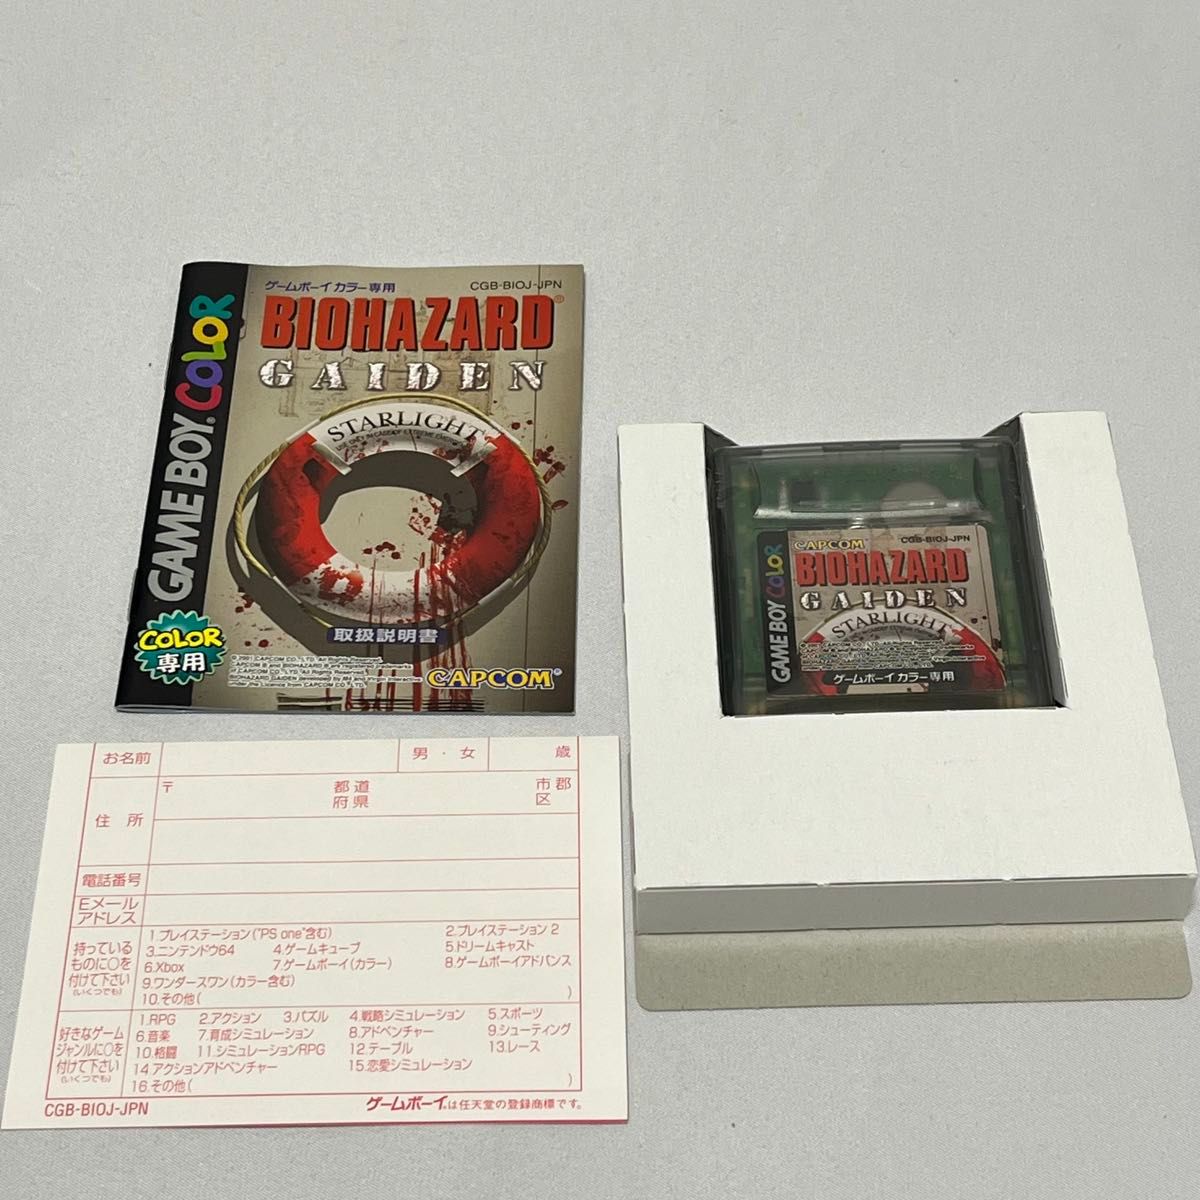 GAME BOY COLOR
ゲームボーイ カラー専用 CGB-BIOJ-JPN
BIOHAZARD®
GAIDEN
STARLIGHT
取扱説明書
COLOR
専用
© 2001 CAPCOM CO., LTD. All Rights Reserved.
CAPCOM®
GAME BOY COLOR
CAPCOM CGB-BIOJ-JPN
BIOHAZARD
GAIDEN
STARLIGHT
ゲームボーイ カラー専用
お名前 男・女 歳
住 所 〒 都道 市郡
府県 区
電話番号
Eメール
アドレス
持っている
ものに○を
付けて下さい
(いくつでも)
1.プレイステーション("PS one"含む) 2.プレイステーション2
3.ニンテンドウ64 4.ゲームキューブ 5.ドリームキャスト
6.Xbox 7.ゲームボーイ(カラー) 8.ゲームボーイアドバンス
9.ワンダースワン(カラー含む)
10.その他( )
好きなゲーム
ジャンルに○を
付けて下さい
(いくつでも)
1.RPG 2.アクション 3.パズル 4.戦略シミュレーション 5.スポーツ
6.音楽 7.育成シミュレーション 8.アドベンチャー 9.シューティング
10.格闘 11.シミュレーションRPG 12.テーブル 13.レース
14.アクションアドベンチャー 15.恋愛シミュレーション
16.その他( )
CGB-BIOJ-JPN ゲームボーイ®は任天堂の登録商標です。